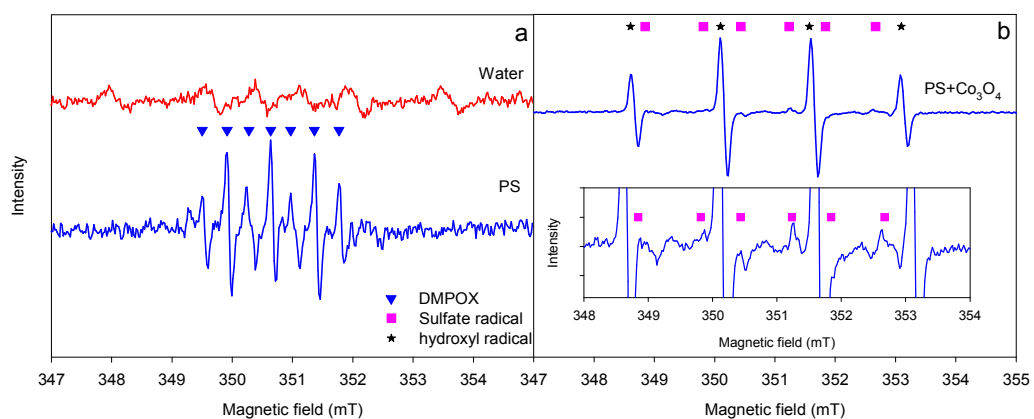 a
Water
PS
Intensity
DMPOX
Sulfate radical
hydroxyl radical
347 348 349 350 351 352 353 354 347
Magnetic field (mT)
b
PS+Co₃O₄
Intensity
348 349 350 351 352 353 354
Magnetic field (mT)
348 349 350 351 352 353 354 355
Magnetic field (mT)